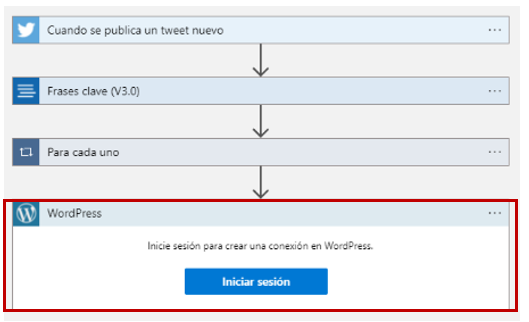 Cuando se publica un tweet nuevo
Frases clave (V3.0)
Para cada uno
WordPress
Inicie sesión para crear una conexión en WordPress.
Iniciar sesión